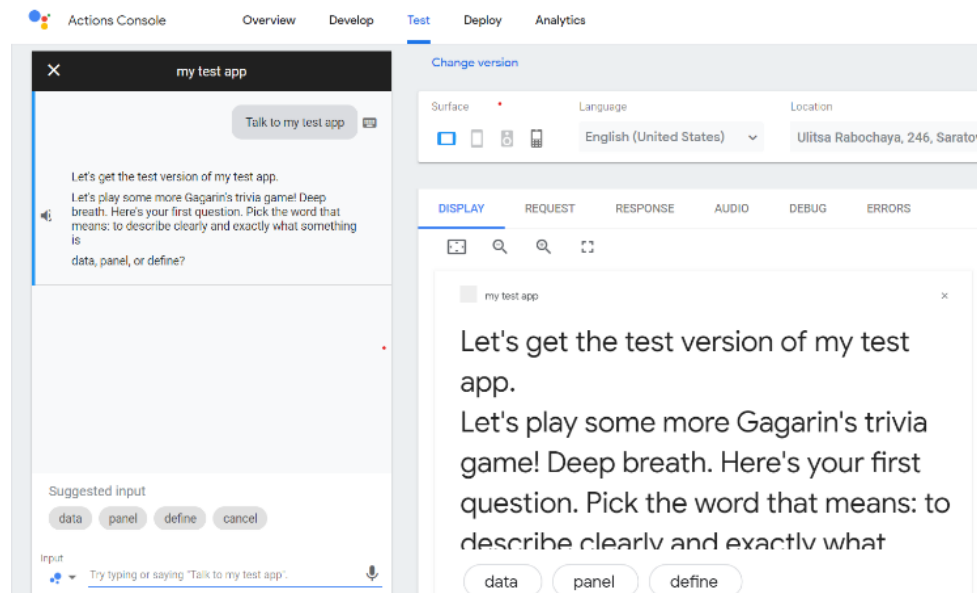 Actions Console Overview Develop Test Deploy Analytics
my test app
Talk to my test app
Let's get the test version of my test app.
Let's play some more Gagarin's trivia game! Deep
breath. Here's your first question. Pick the word that
means: to describe clearly and exactly what something
is
data, panel, or define?
Suggested input
data panel define cancel
Input
Try typing or saying "Talk to my test app".
Change version
Surface Language Location
English (United States) Ulitsa Rabochaya, 246, Saratov
DISPLAY REQUEST RESPONSE AUDIO DEBUG ERRORS
my test app
Let's get the test version of my test
app.
Let's play some more Gagarin's trivia
game! Deep breath. Here's your first
question. Pick the word that means: to
describe clearly and exactly what
data panel define